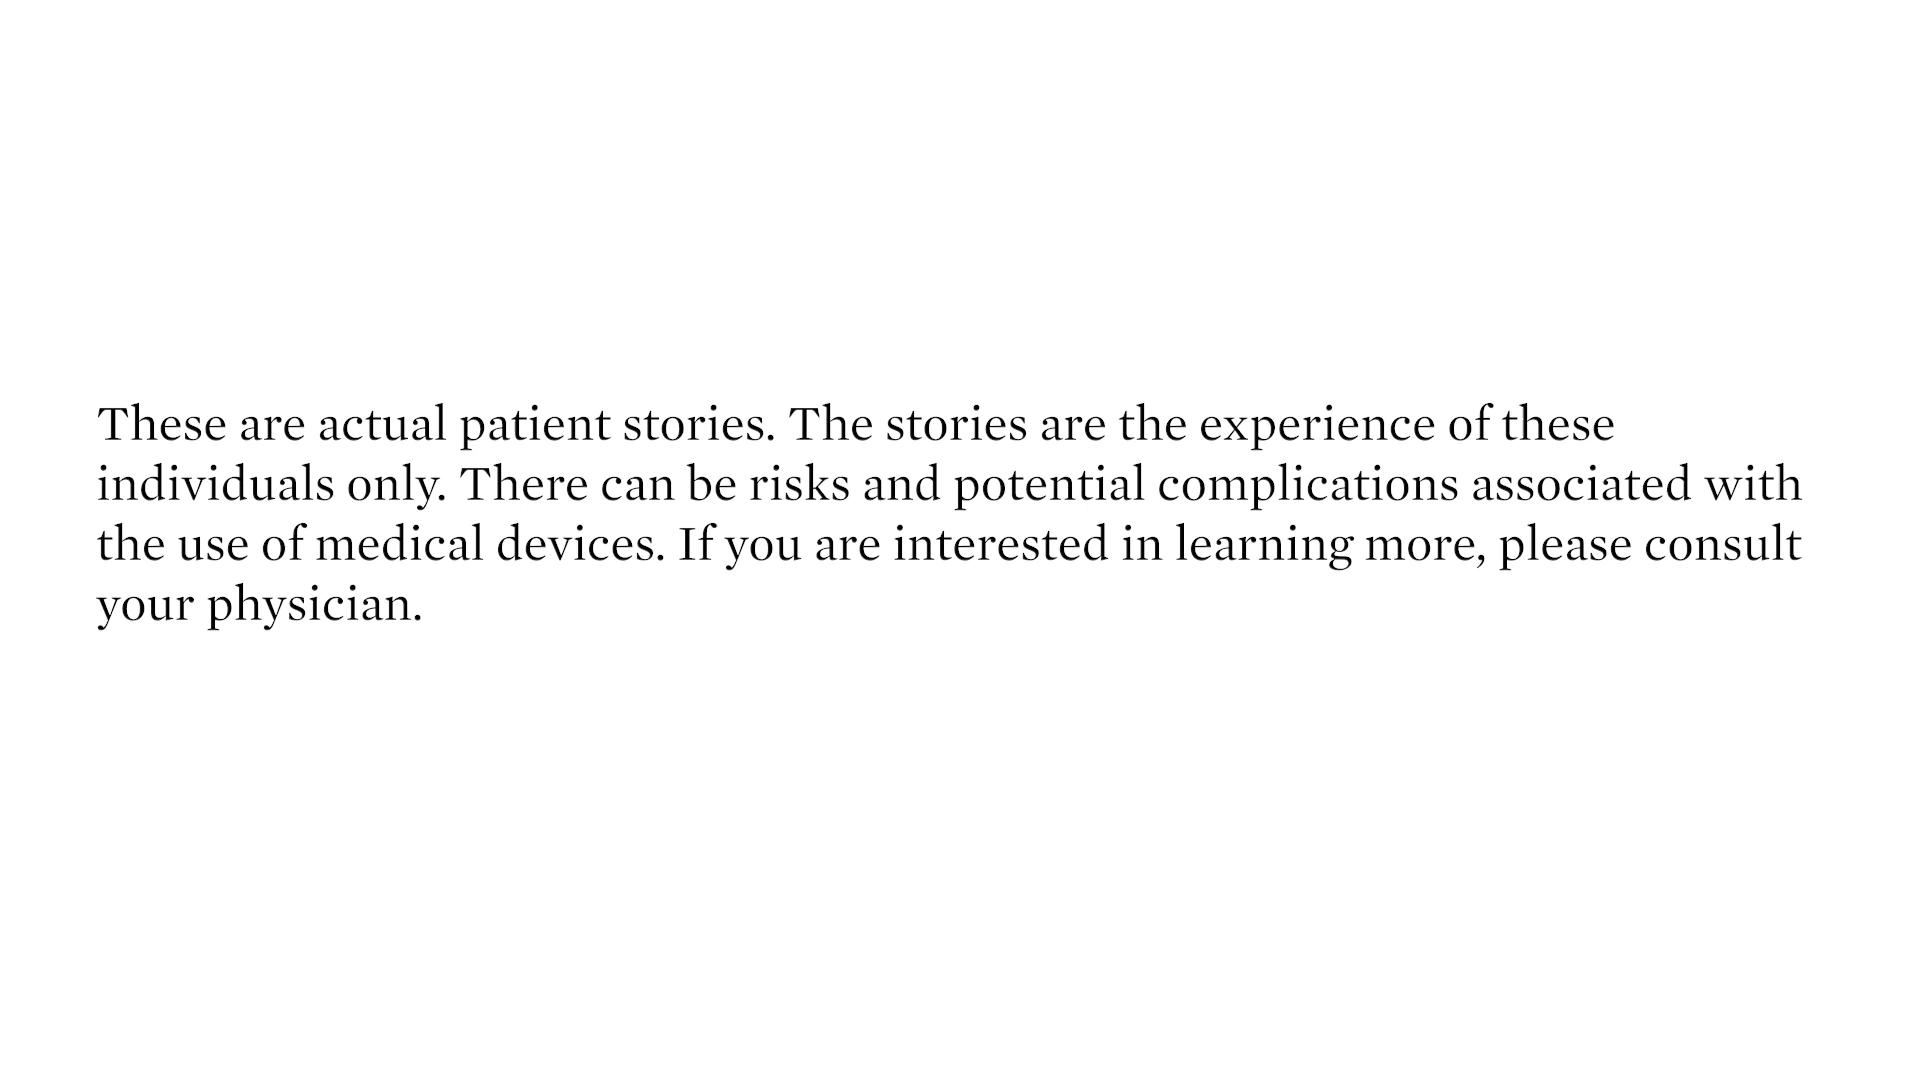 These are actual patient stories. The stories are the experience of these
individuals only. There can be risks and potential complications associated with
the use of medical devices. If you are interested in learning more, please consult
your physician.